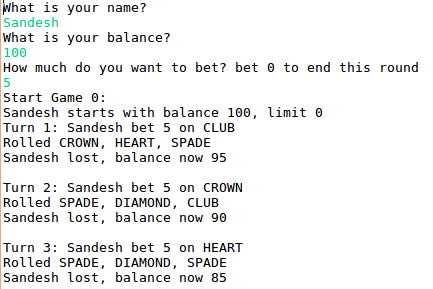 What is your name?
Sandesh
What is your balance?
100
How much do you want to bet? bet 0 to end this round
5
Start Game 0:
Sandesh starts with balance 100, limit 0
Turn 1: Sandesh bet 5 on CLUB
Rolled CROWN, HEART, SPADE
Sandesh lost, balance now 95
Turn 2: Sandesh bet 5 on CROWN
Rolled SPADE, DIAMOND, CLUB
Sandesh lost, balance now 90
Turn 3: Sandesh bet 5 on HEART
Rolled SPADE, DIAMOND, SPADE
Sandesh lost, balance now 85